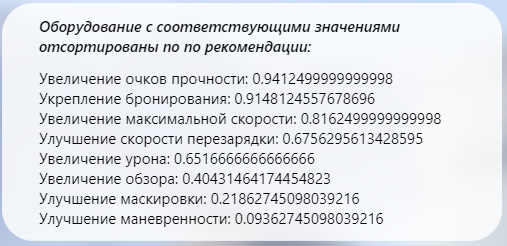 Оборудование с соответствующими значениями
отсортированы по по рекомендации:
Увеличение очков прочности: 0.9412499999999998
Укрепление бронирования: 0.9148124557678696
Увеличение максимальной скорости: 0.8162499999999998
Улучшение скорости перезарядки: 0.6756295613428595
Увеличение урона: 0.6516666666666666
Увеличение обзора: 0.40431464174454823
Улучшение маскировки: 0.21862745098039216
Улучшение маневренности: 0.09362745098039216